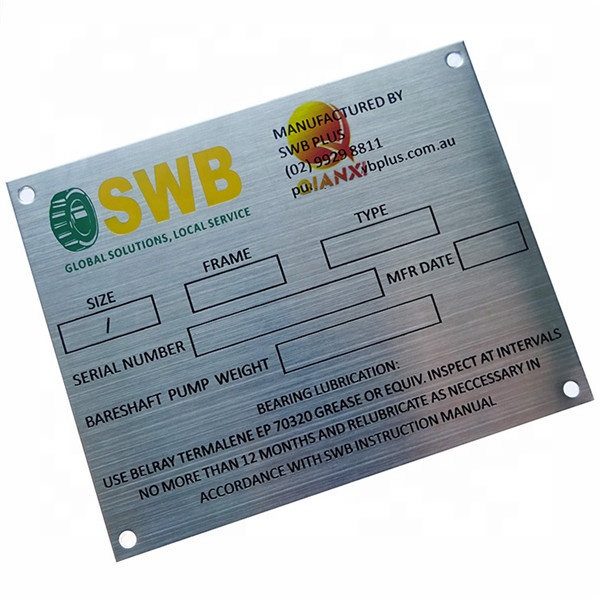 SWB
GLOBAL SOLUTIONS, LOCAL SERVICE
MANUFACTURED BY
SWB PLUS
(02) 9929 8811
bplus.com.au
QIANXI
SIZE
/
FRAME
TYPE
SERIAL NUMBER
MFR DATE
BARESHAFT PUMP WEIGHT
BEARING LUBRICATION:
USE BELRAY TERMALENE EP 70320 GREASE OR EQUIV. INSPECT AT INTERVALS
NO MORE THAN 12 MONTHS AND RELUBRICATE AS NECCESSARY IN
ACCORDANCE WITH SWB INSTRUCTION MANUAL